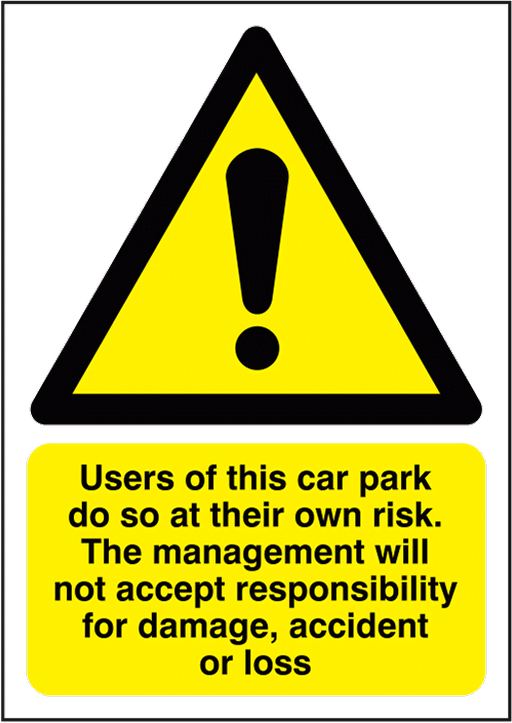 Users of this car park
do so at their own risk.
The management will
not accept responsibility
for damage, accident
or loss